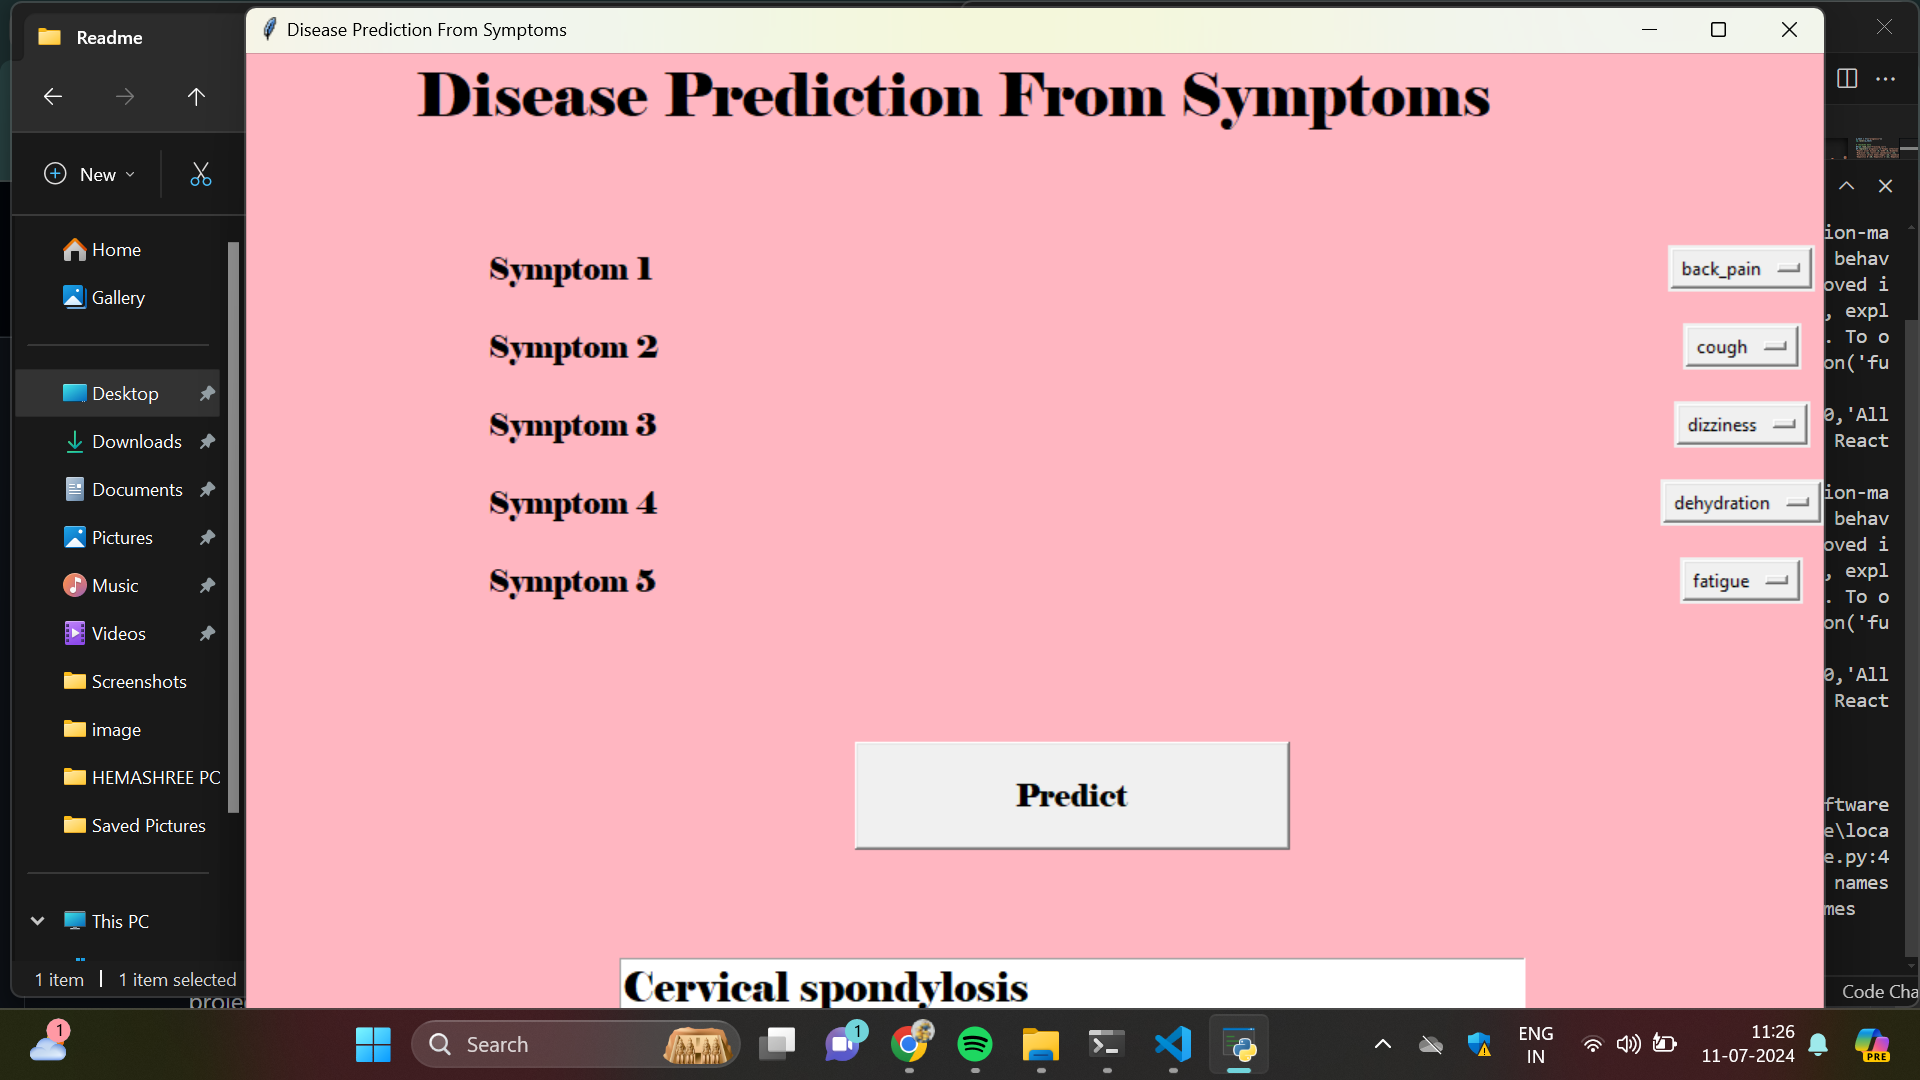 Readme
New
Home
Gallery
Desktop
Downloads
Documents
Pictures
Music
Videos
Screenshots
image
HEMASHREE PC
Saved Pictures
This PC
1 item
1 item selected
Disease Prediction From Symptoms
Disease Prediction From Symptoms
Symptom 1
back_pain
Symptom 2
cough
Symptom 3
dizziness
Symptom 4
dehydration
Symptom 5
fatigue
Predict
Cervical spondylosis
ion-ma
behav
oved i
, expl
. To o
on('fu
0,'All
React
ion-ma
behav
oved i
, expl
. To o
on('fu
0,'All
React
ftware
e\loca
e.py:4
names
mes
Code Cha
1
Search
1
ENG
IN
11:26
11-07-2024
PRE